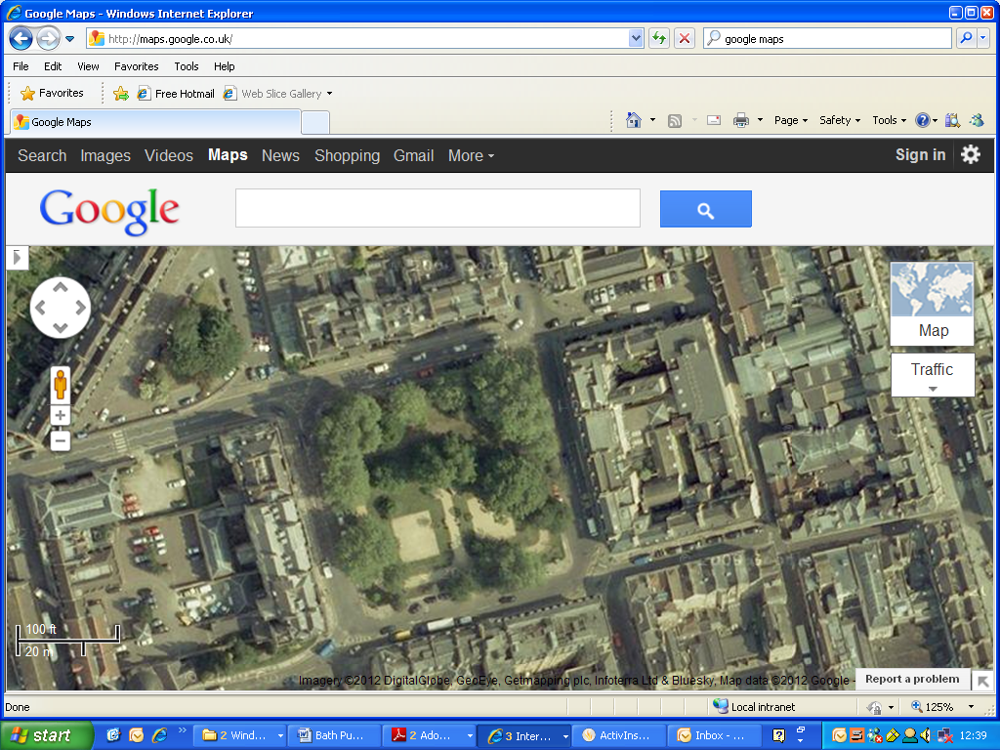 Google Maps - Windows Internet Explorer
http://maps.google.co.uk/
google maps
File Edit View Favorites Tools Help
Favorites Free Hotmail Web Slice Gallery
Google Maps
Page Safety Tools
Search Images Videos Maps News Shopping Gmail More Sign in
Google
Map
Traffic
100 ft
20 m
Imagery ©2012 DigitalGlobe, GeoEye, Getmapping plc, Infoterra Ltd & Bluesky, Map data ©2012 Google -
Report a problem
Done Local intranet 125%
start 2 Wind... Bath Pu... 2 Ado... 3 Inter... ActivIns... Inbox - ... 12:39